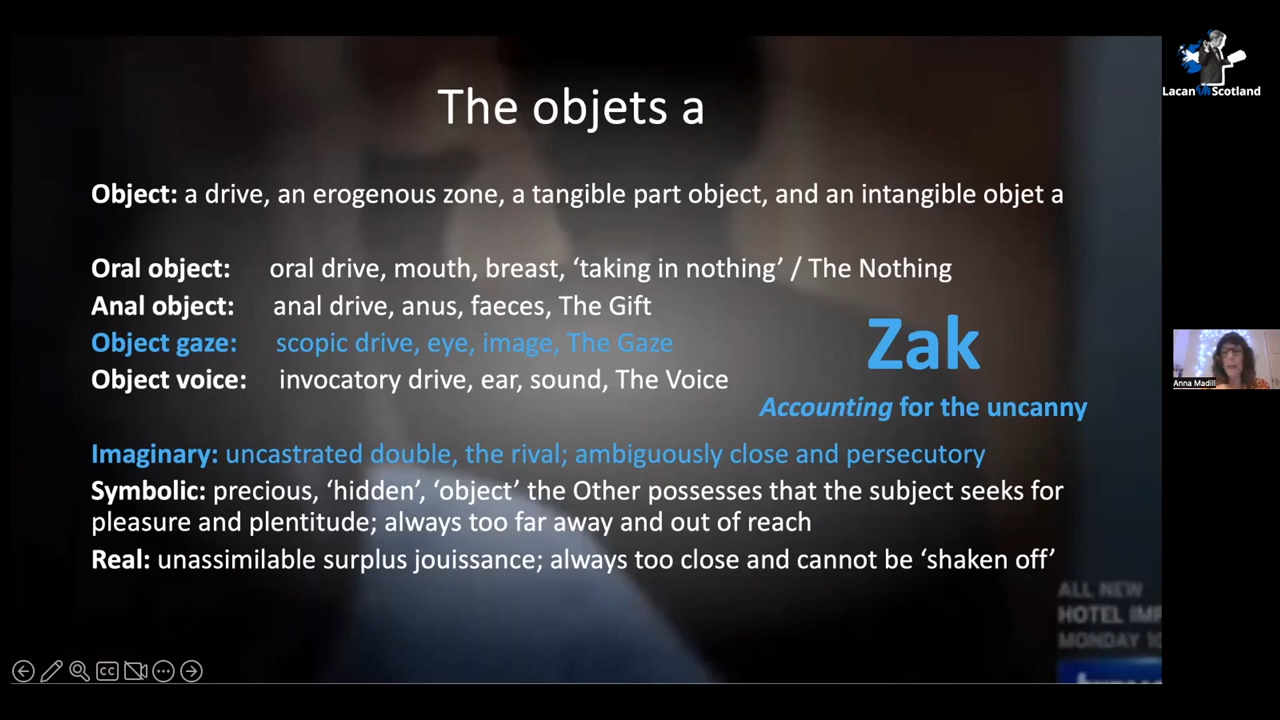 The objets a
Object: a drive, an erogenous zone, a tangible part object, and an intangible objet a
Oral object: oral drive, mouth, breast, ‘taking in nothing’ / The Nothing
Anal object: anal drive, anus, faeces, The Gift
Object gaze: scopic drive, eye, image, The Gaze
Object voice: invocatory drive, ear, sound, The Voice
Zak
Accounting for the uncanny
Imaginary: uncastrated double, the rival; ambiguously close and persecutory
Symbolic: precious, ‘hidden’, ‘object’ the Other possesses that the subject seeks for
pleasure and plentitude; always too far away and out of reach
Real: unassimilable surplus jouissance; always too close and cannot be ‘shaken off’
ALL NEW
HOTEL IMP
MONDAY 10
CC
LacaninScotland
Anna Madill